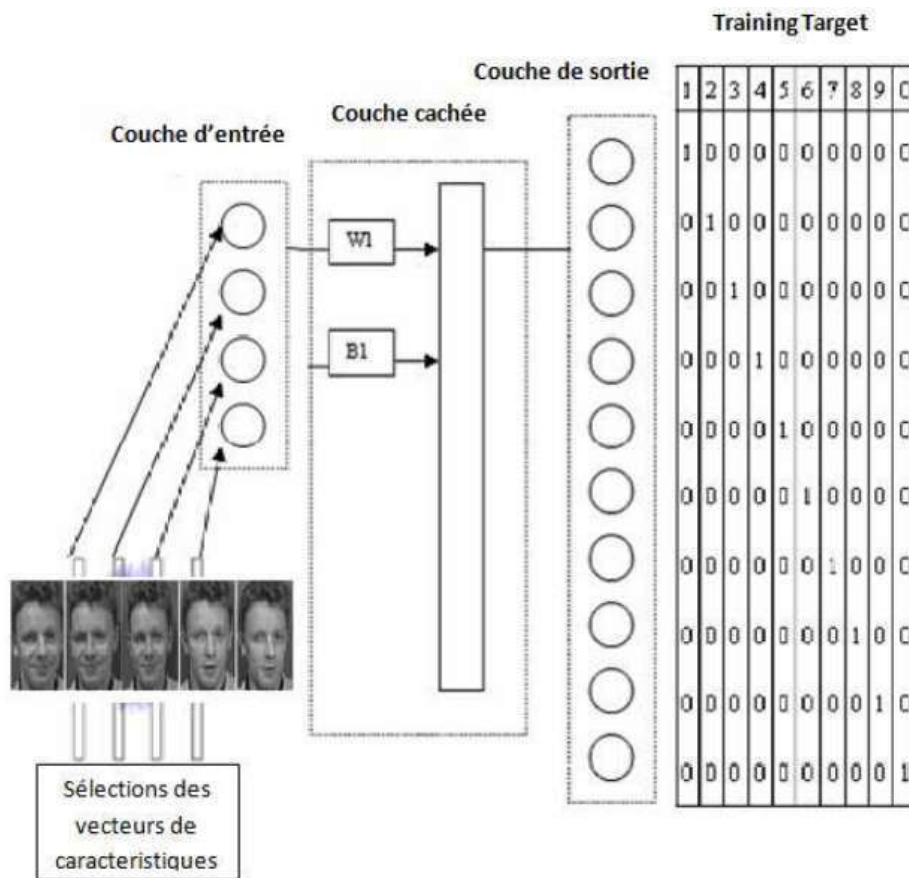 Training Target
Couche de sortie
Couche cachée
Couche d'entrée
1 2 3 4 5 6 7 8 9 0
1 0 0 0 0 0 0 0 0 0
0 1 0 0 0 0 0 0 0 0
W1
0 0 1 0 0 0 0 0 0 0
B1
0 0 0 1 0 0 0 0 0 0
0 0 0 0 1 0 0 0 0 0
0 0 0 0 0 1 0 0 0 0
0 0 0 0 0 0 1 0 0 0
0 0 0 0 0 0 0 1 0 0
0 0 0 0 0 0 0 0 1 0
0 0 0 0 0 0 0 0 0 1
Sélections des
vecteurs de
caracteristiques